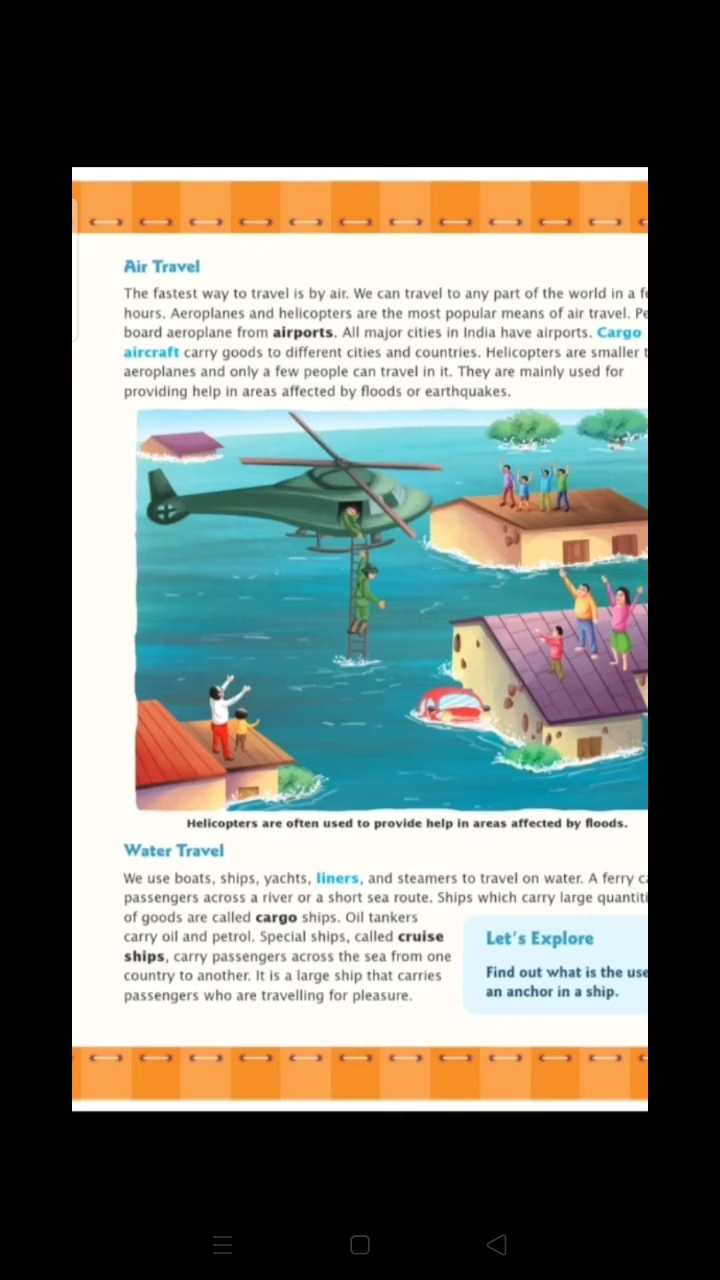 Air Travel
The fastest way to travel is by air. We can travel to any part of the world in a
hours. Aeroplanes and helicopters are the most popular means of air travel.
board aeroplane from airports. All major cities in India have airports. Cargo
aircraft carry goods to different cities and countries. Helicopters are smaller
aeroplanes and only a few people can travel in it. They are mainly used for
providing help in areas affected by floods or earthquakes.
Helicopters are often used to provide help in areas affected by floods.
Water Travel
We use boats, ships, yachts, liners, and steamers to travel on water. A ferry
passengers across a river or a short sea route. Ships which carry large
of goods are called cargo ships. Oil tankers
carry oil and petrol. Special ships, called cruise
ships, carry passengers across the sea from one
country to another. It is a large ship that carries
passengers who are travelling for pleasure.
Let's Explore
Find out what is the use
an anchor in a ship.